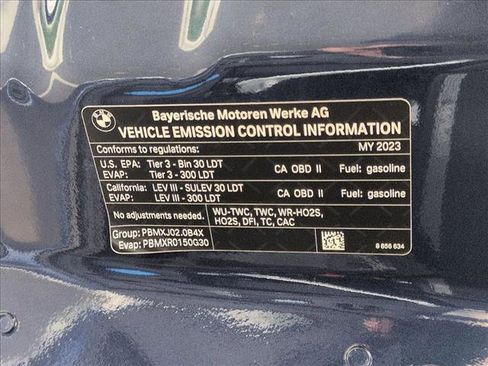 BMW
Bayerische Motoren Werke AG
VEHICLE EMISSION CONTROL INFORMATION
Conforms to regulations: MY 2023
U.S. EPA: Tier 3 - Bin 30 LDT CA OBD II Fuel: gasoline
EVAP: Tier 3 - 300 LDT
California: LEV III - SULEV 30 LDT CA OBD II Fuel: gasoline
EVAP: LEV III - 300 LDT
No adjustments needed. WU-TWC, TWC, WR-HO2S,
HO2S, DFI, TC, CAC
Group: PBMXJ02.0B4X
Evap: PBMXR0150G30 8 656 634